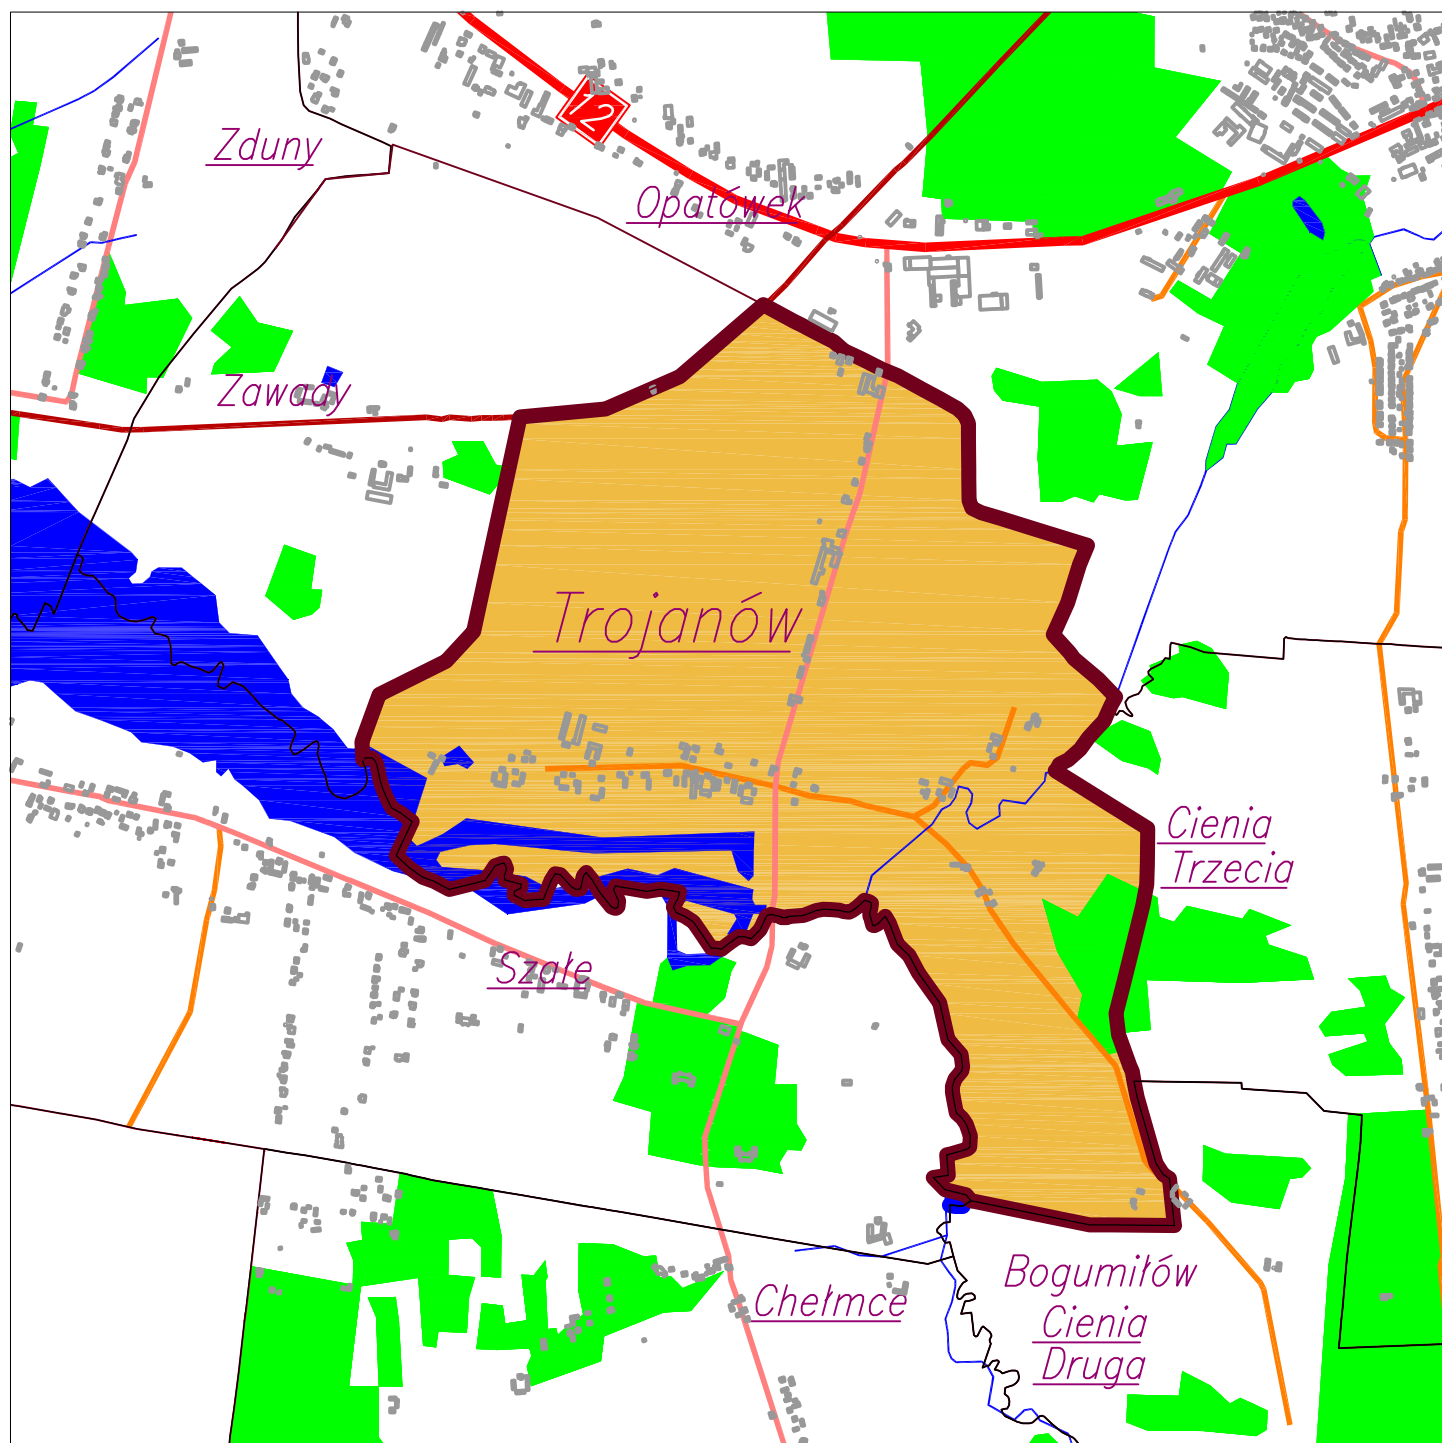 12
Zduny
Opatówek
Zawady
Trojanów
Cienia
Trzecia
Szałe
Bogumiłów
Chełmce
Cienia
Druga